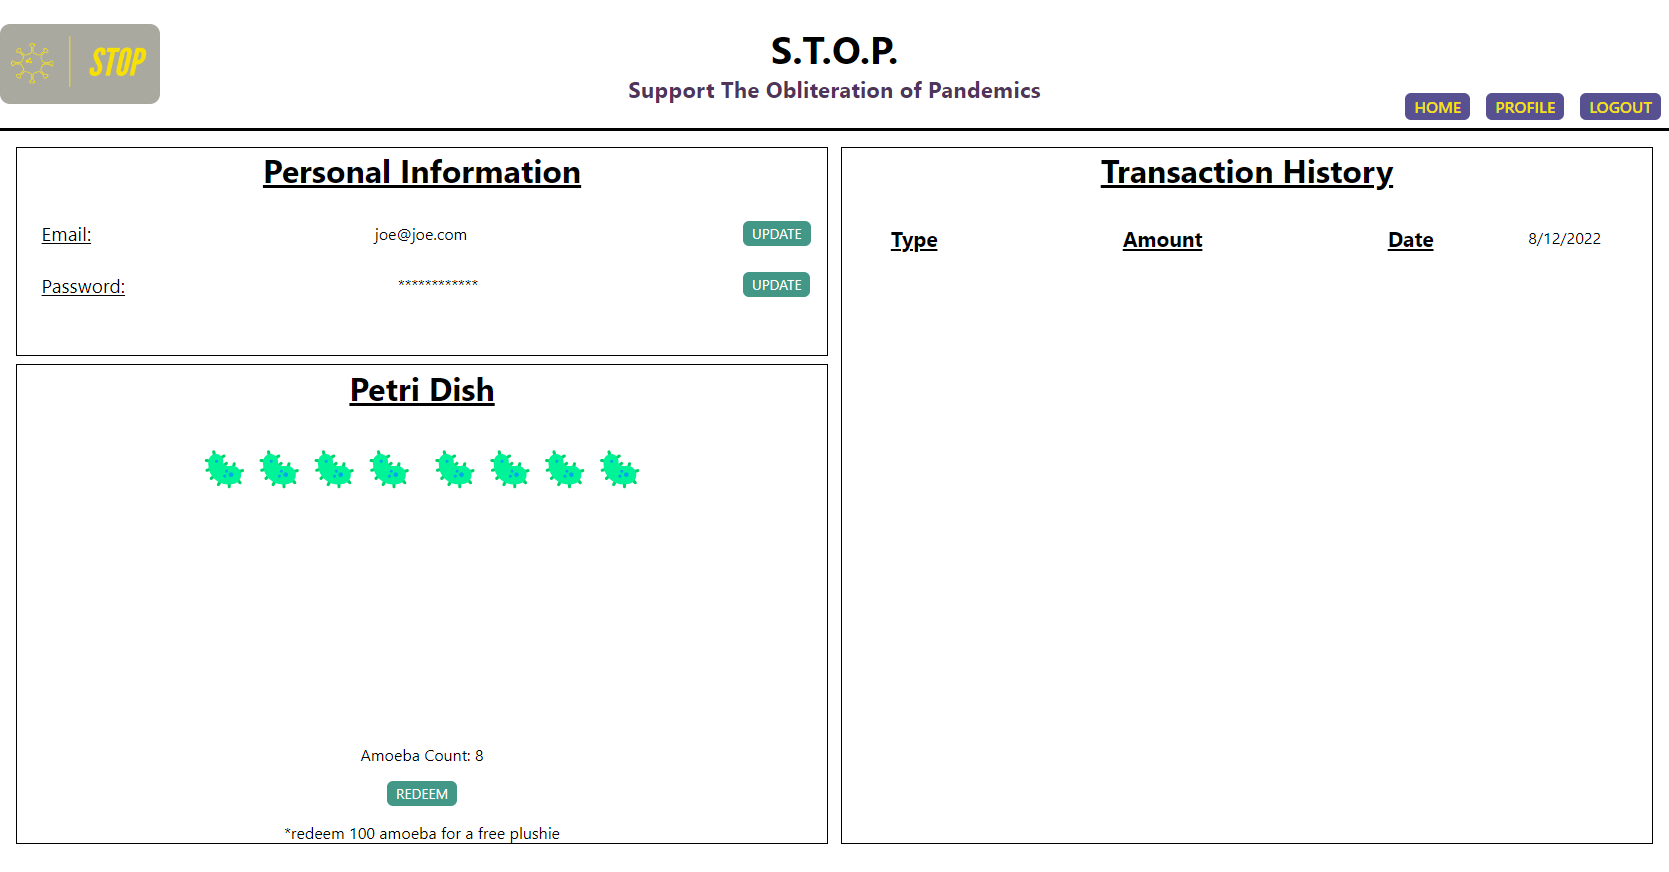 STOP
S.T.O.P.
Support The Obliteration of Pandemics
HOME PROFILE LOGOUT
Personal Information
Email: joe@joe.com UPDATE
Password: ************ UPDATE
Petri Dish
Amoeba Count: 8
REDEEM
*redeem 100 amoeba for a free plushie
Transaction History
Type Amount Date 8/12/2022